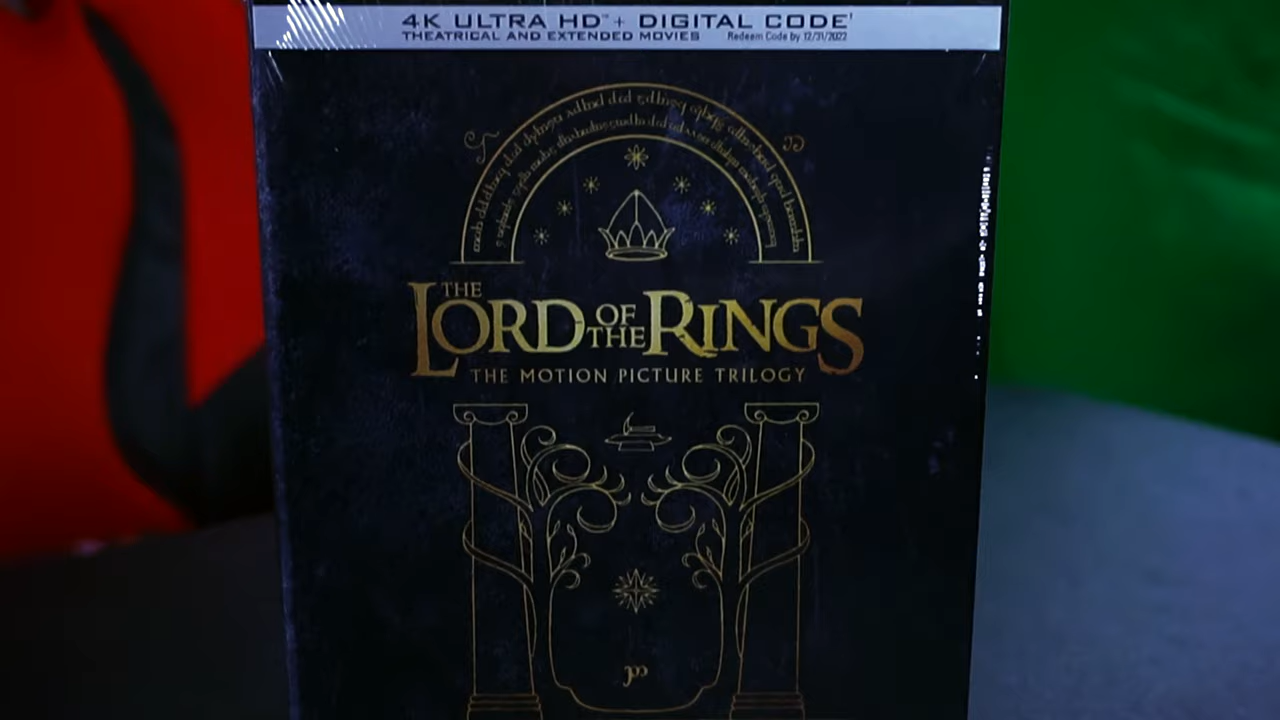 4K ULTRA HD™ + DIGITAL CODE†
THEATRICAL AND EXTENDED MOVIES Redeem Code by 12/31/2022
THE
LORD OF THE RINGS
THE MOTION PICTURE TRILOGY